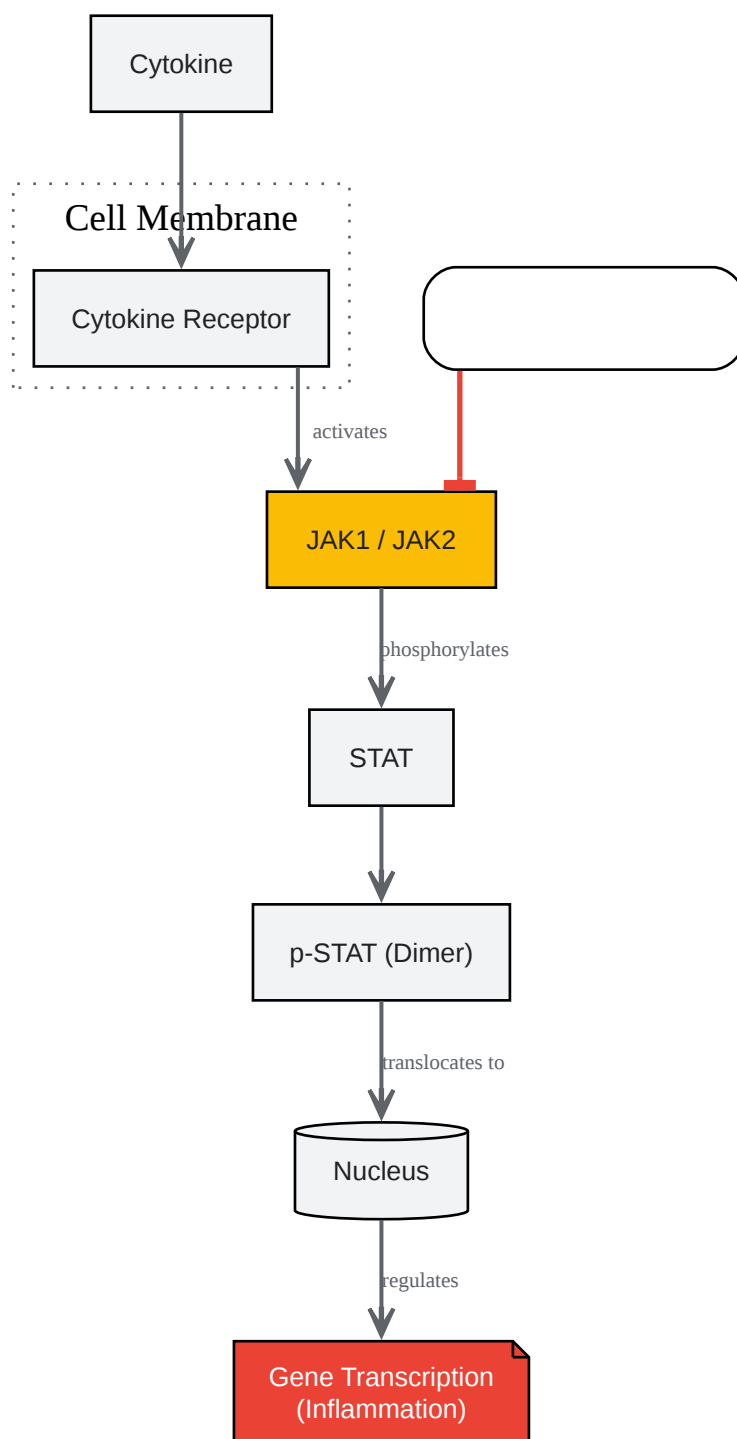 Cytokine
Cell Membrane
Cytokine Receptor
activates
JAK1 / JAK2
phosphorylates
STAT
p-STAT (Dimer)
translocates to
Nucleus
regulates
Gene Transcription
(Inflammation)